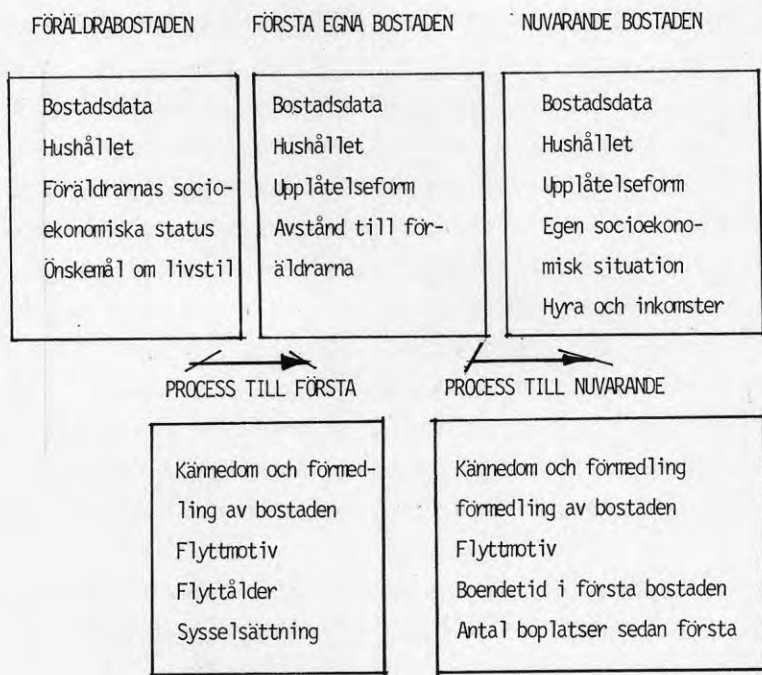 FÖRÄLDRABOSTADEN
FÖRSTA EGNA BOSTADEN
NUVARANDE BOSTADEN
Bostadsdata
Hushållet
Föräldrarnas socio-
ekonomiska status
Önskemål om livstil
Bostadsdata
Hushållet
Upplåtelseform
Avstånd till för-
äldrarna
Bostadsdata
Hushållet
Upplåtelseform
Egen socioekono-
misk situation
Hyra och inkomster
PROCESS TILL FÖRSTA
PROCESS TILL NUVARANDE
Kännedom och förmed-
ling av bostaden
Flyttmotiv
Flyttålder
Sysselsättning
Kännedom och förmedling
förmedling av bostaden
Flyttmotiv
Boendetid i första bostaden
Antal boplatser sedan första